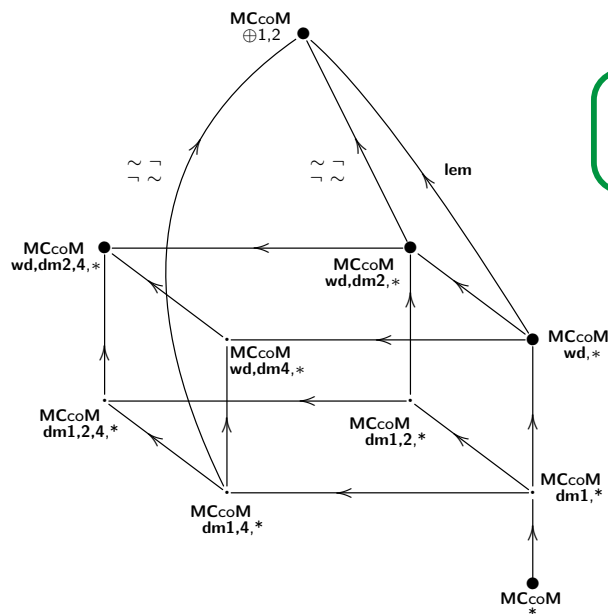 MCcoM
⊕1,2
~ ¬
¬ ~
~ ¬
¬ ~
lem
MCcoM
wd,dm2,4,*
MCcoM
wd,dm2,*
MCcoM
wd,*
MCcoM
wd,dm4,*
MCcoM
dm1,2,4,*
MCcoM
dm1,2,*
MCcoM
dm1,4,*
MCcoM
dm1,*
MCcoM
*